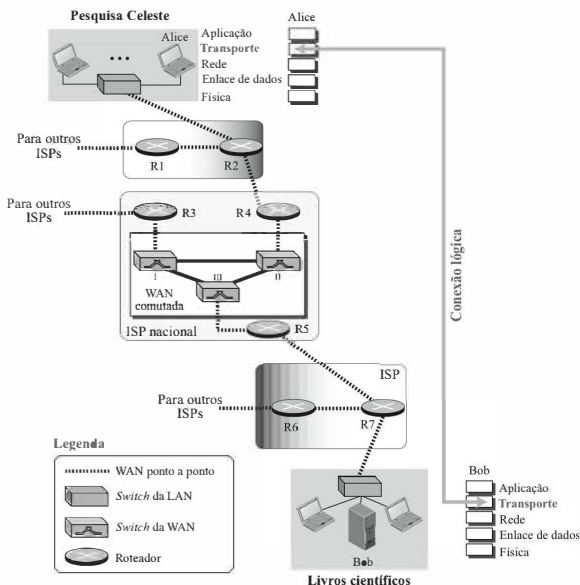 Pesquisa Celeste
Alice
Alice
Aplicação
Transporte
Rede
Enlace de dados
Física
Para outros
ISPs
R1
R2
Para outros
ISPs
R3
R4
I
II
III
WAN
comutada
ISP nacional
R5
Conexão lógica
ISP
Para outros
ISPs
R6
R7
Legenda
WAN ponto a ponto
Switch da LAN
Switch da WAN
Roteador
Bob
Livros científicos
Bob
Aplicação
Transporte
Rede
Enlace de dados
Física